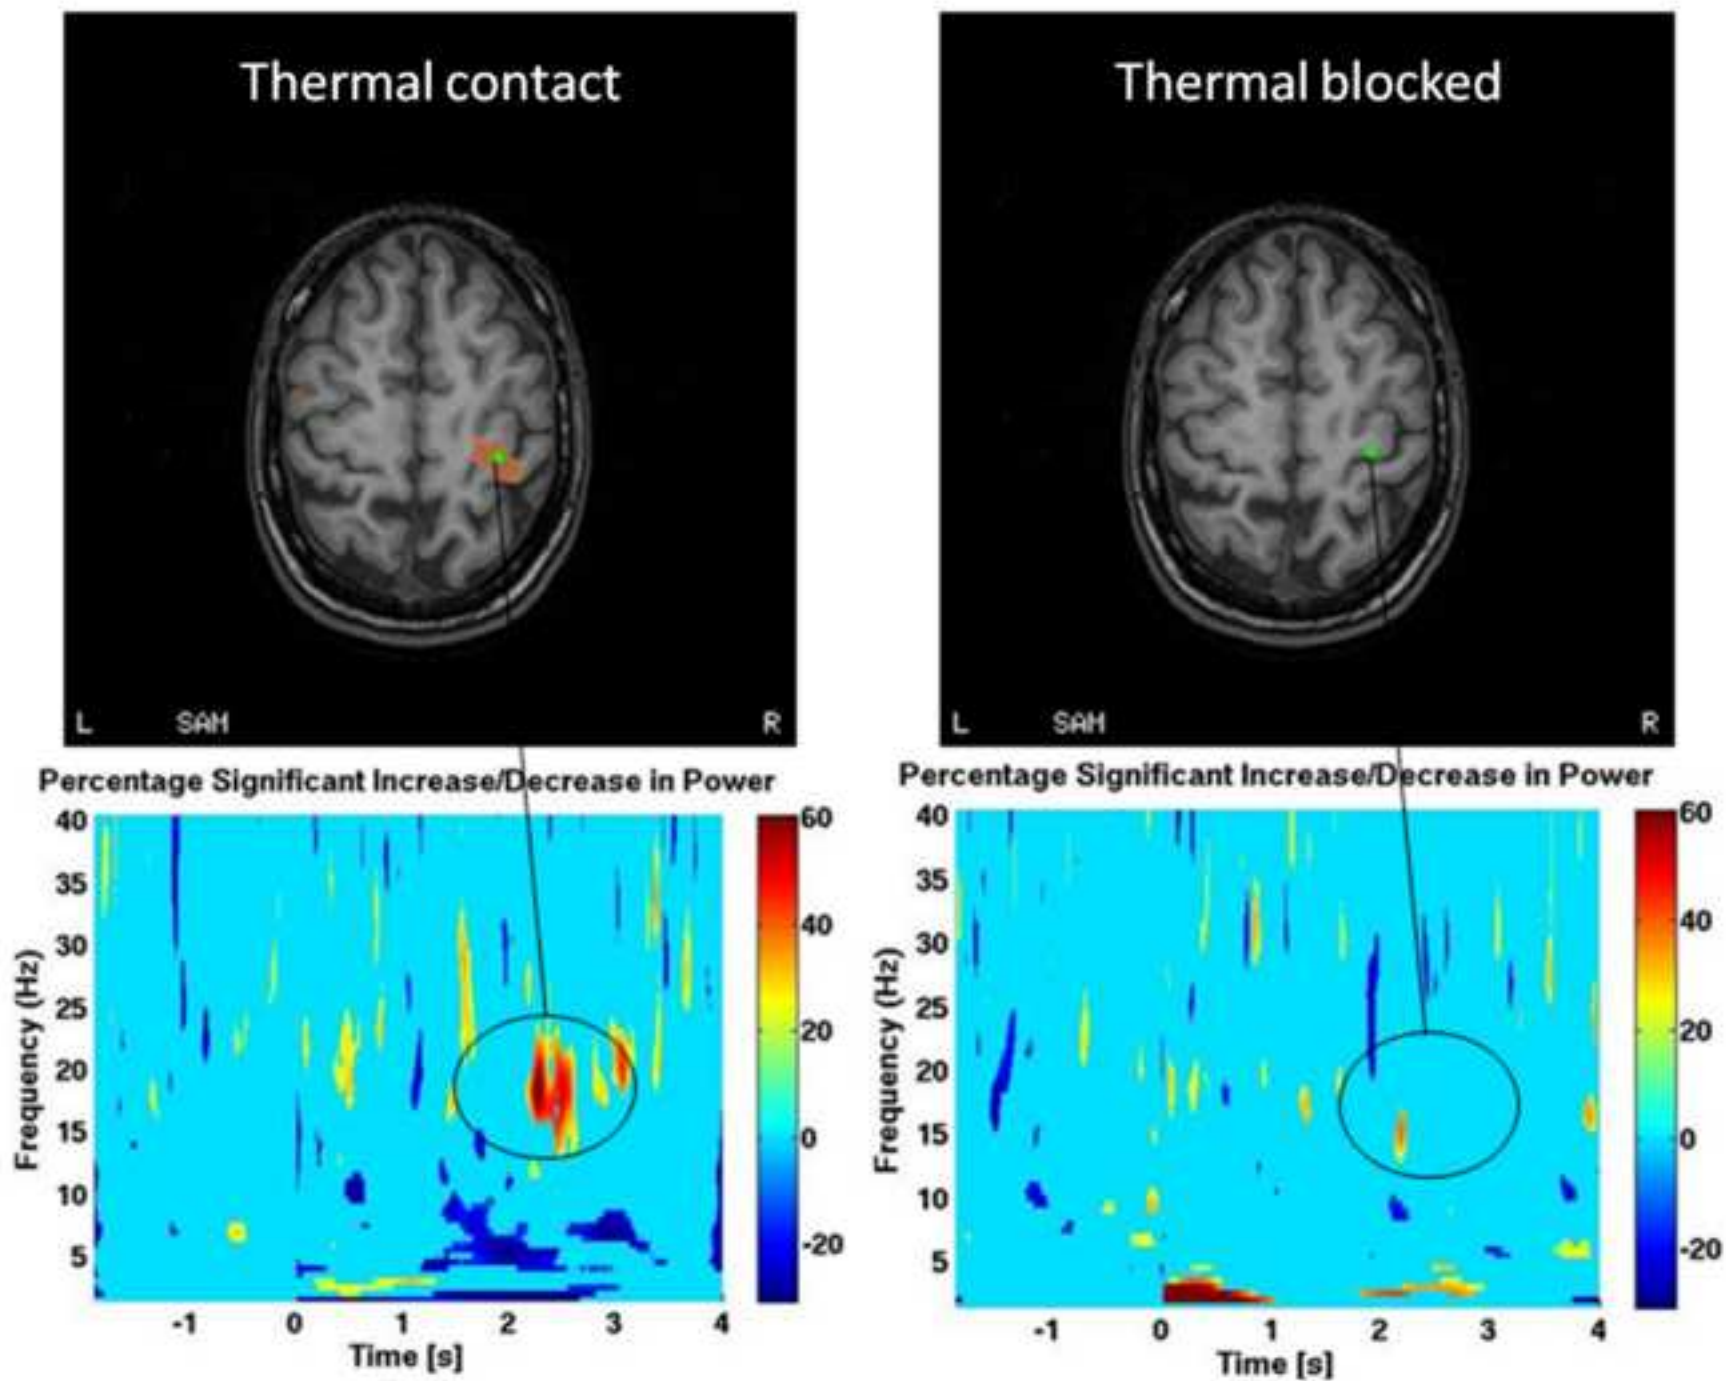 Thermal contact
L SAM R
Percentage Significant Increase/Decrease in Power
40
35
30
25
20
15
10
5
Frequency (Hz)
-1 0 1 2 3 4
Time [s]
60
40
20
0
-20
Thermal blocked
L SAM R
Percentage Significant Increase/Decrease in Power
40
35
30
25
20
15
10
5
Frequency (Hz)
-1 0 1 2 3 4
Time [s]
60
40
20
0
-20